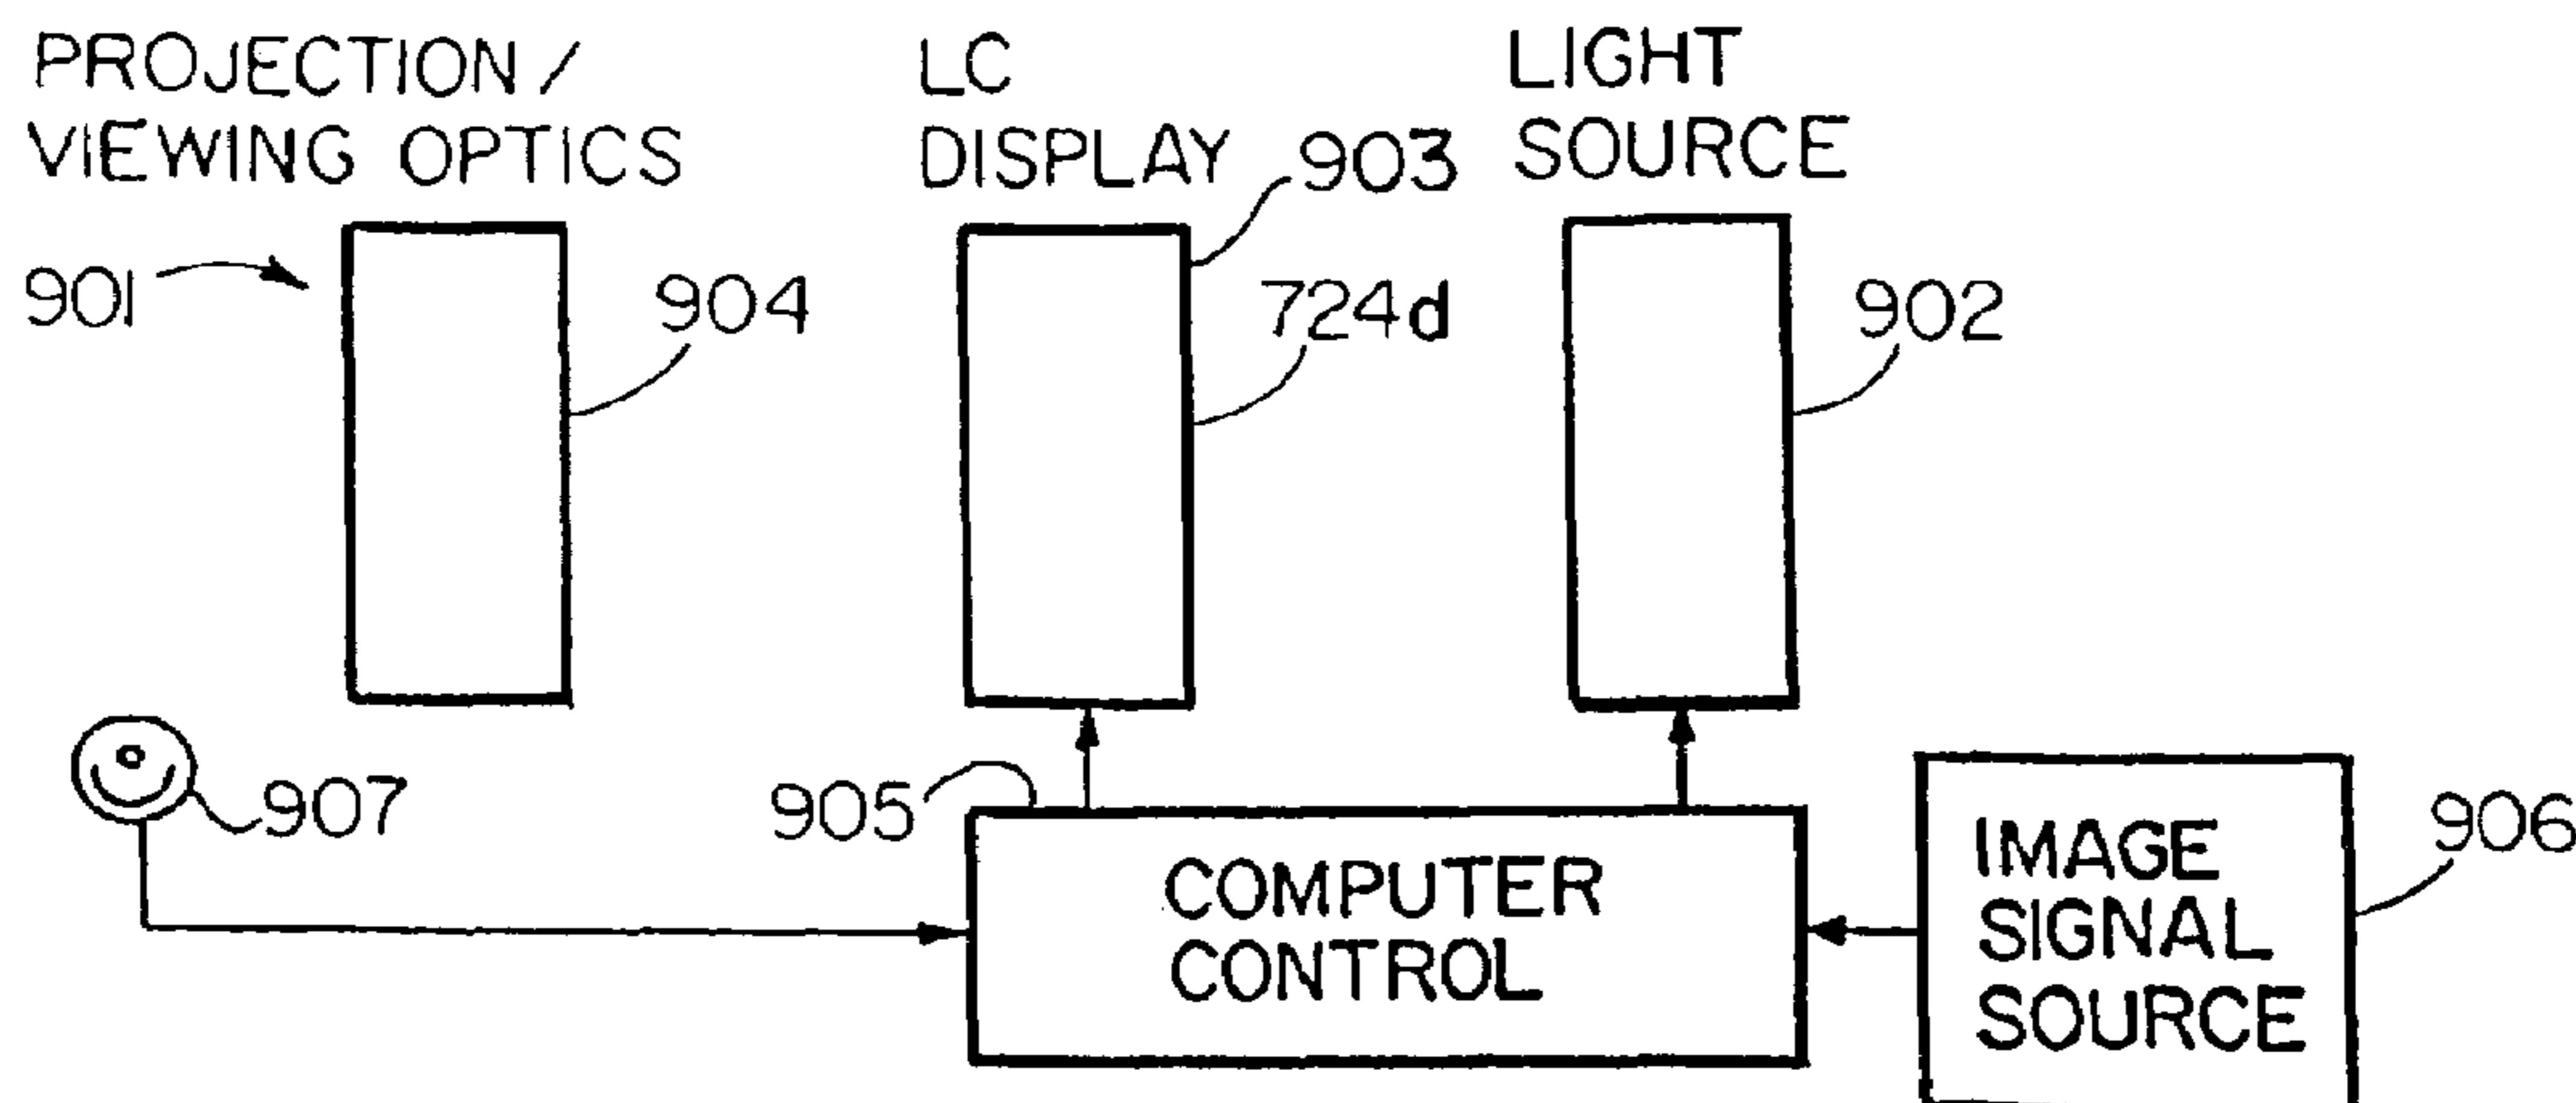 PROJECTION /
VIEWING OPTICS
LC
DISPLAY
903
LIGHT
SOURCE
901
904
724d
902
907
905
COMPUTER
CONTROL
IMAGE
SIGNAL
SOURCE
906